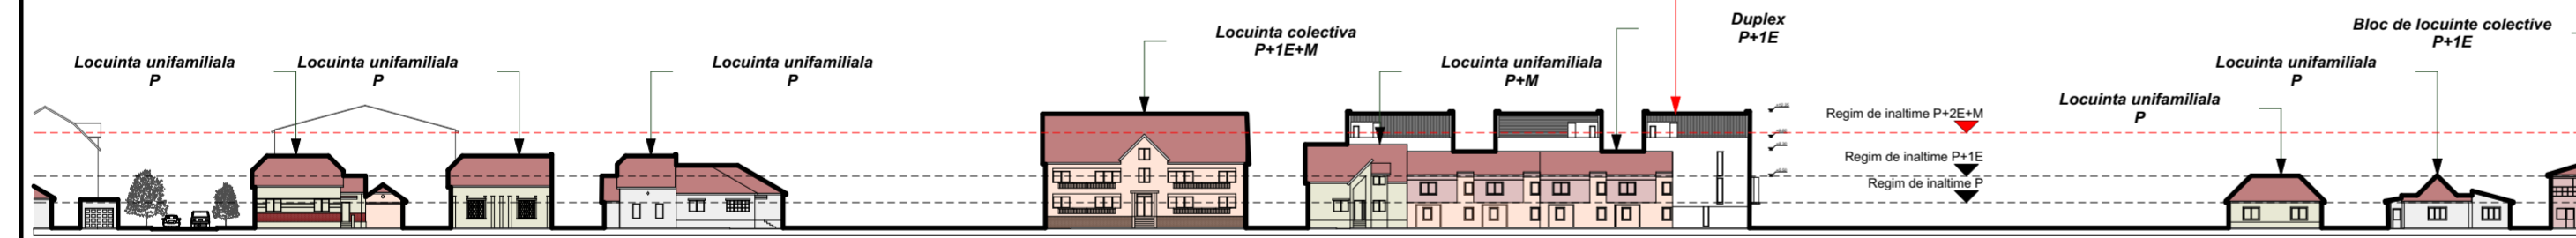 Locuinta unifamiliala
P
Locuinta unifamiliala
P
Locuinta unifamiliala
P
Locuinta colectiva
P+1E+M
Locuinta unifamiliala
P+M
Duplex
P+1E
Regim de inaltime P+2E+M
Regim de inaltime P+1E
Regim de inaltime P
Locuinta unifamiliala
P
Locuinta unifamiliala
P
Bloc de locuinte colective
P+1E